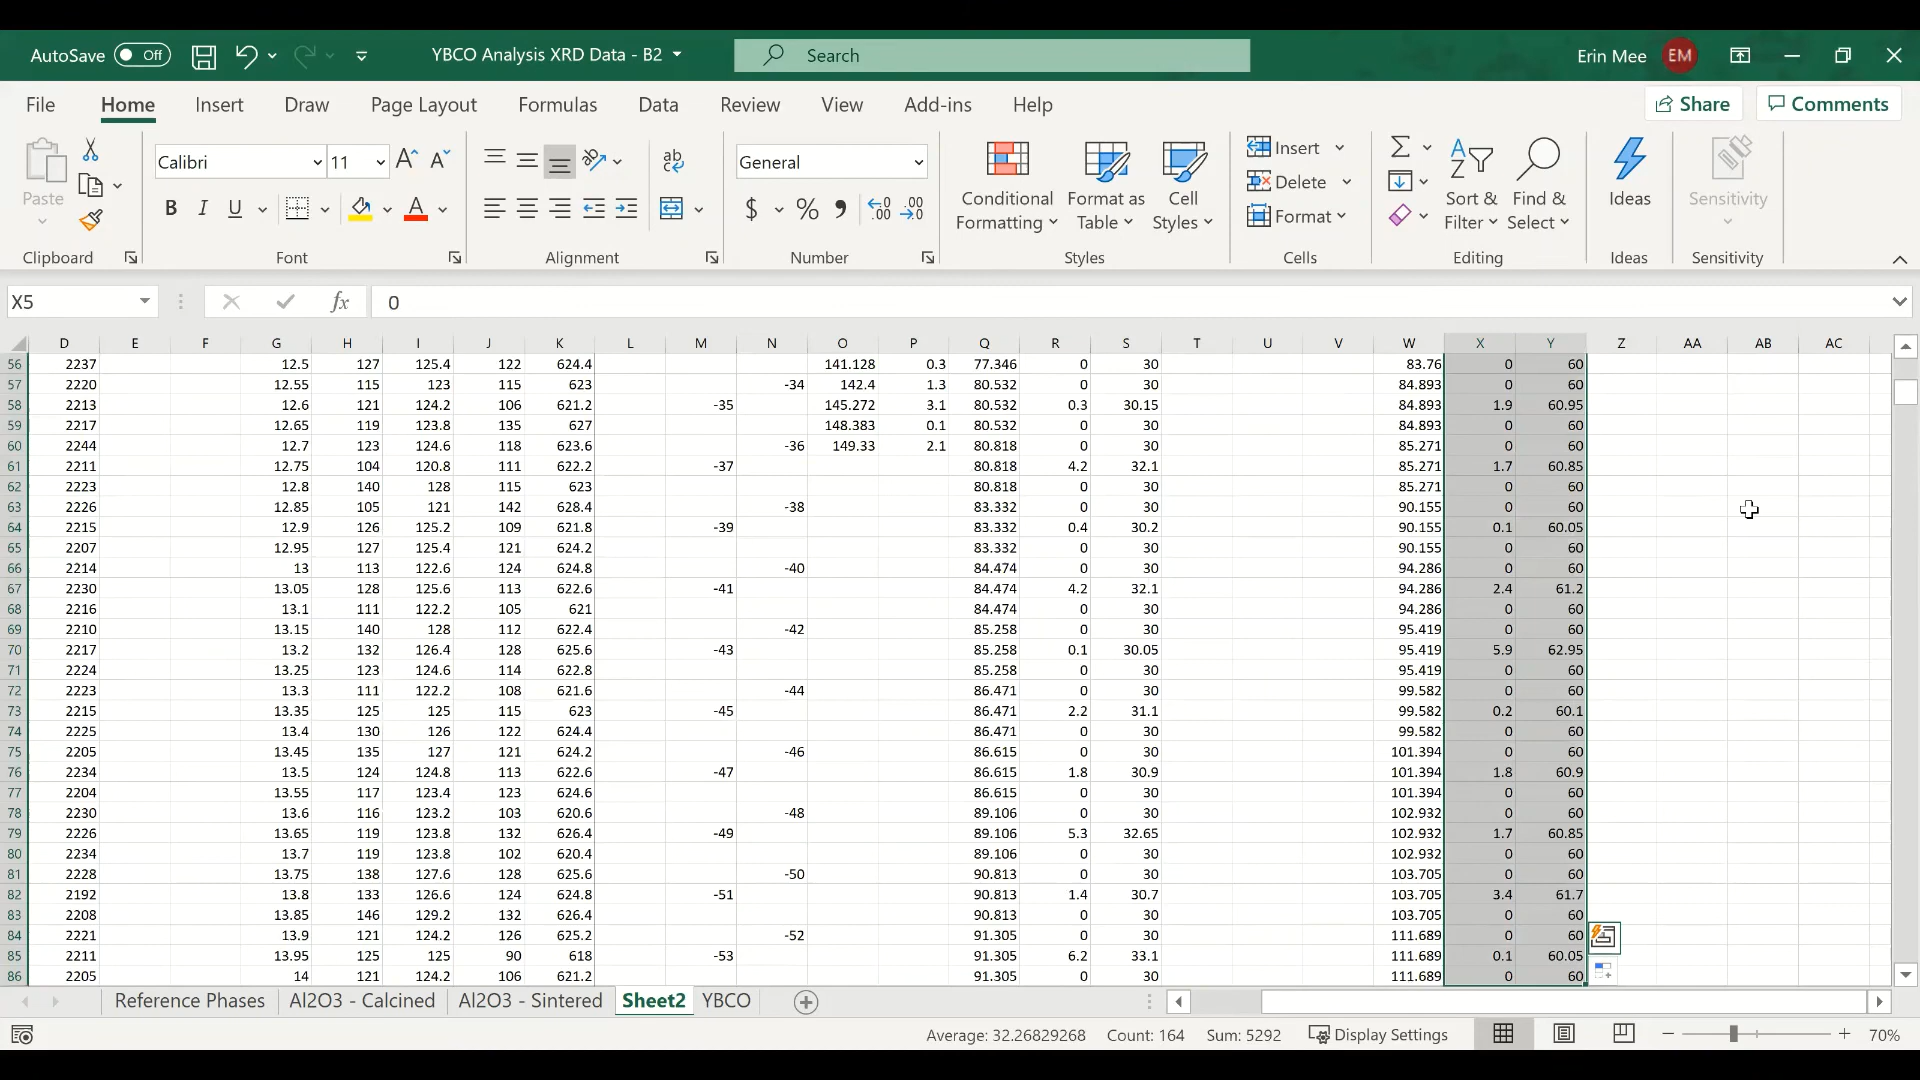 AutoSave Off YBCO Analysis XRD Data - B2 Search Erin Mee EM
File Home Insert Draw Page Layout Formulas Data Review View Add-ins Help Share Comments
Paste Calibri 11 A A ab General Conditional Formatting Format as Table Cell Styles Insert Delete Format Sort & Filter Find & Select Ideas Sensitivity
B I U A $ % 9
Clipboard Font Alignment Number Styles Cells Editing Ideas Sensitivity
X5 fx 0
D E F G H I J K L M N O P Q R S T U V W X Y Z AA AB AC
56 2237 12.5 127 125.4 122 624.4 141.128 0.3 77.346 0 30 83.76 0 60
57 2220 12.55 115 123 115 623 -34 142.4 1.3 80.532 0 30 84.893 0 60
58 2213 12.6 121 124.2 106 621.2 -35 145.272 3.1 80.532 0.3 30.15 84.893 1.9 60.95
59 2217 12.65 119 123.8 135 627 148.383 0.1 80.532 0 30 84.893 0 60
60 2244 12.7 123 124.6 118 623.6 -36 149.33 2.1 80.818 0 30 85.271 0 60
61 2211 12.75 104 120.8 111 622.2 -37 80.818 4.2 32.1 85.271 1.7 60.85
62 2223 12.8 140 128 115 623 80.818 0 30 85.271 0 60
63 2226 12.85 105 121 142 628.4 -38 83.332 0 30 90.155 0 60
64 2215 12.9 126 125.2 109 621.8 -39 83.332 0.4 30.2 90.155 0.1 60.05
65 2207 12.95 127 125.4 121 624.2 83.332 0 30 90.155 0 60
66 2214 13 113 122.6 124 624.8 -40 84.474 0 30 94.286 0 60
67 2230 13.05 128 125.6 113 622.6 -41 84.474 4.2 32.1 94.286 2.4 61.2
68 2216 13.1 111 122.2 105 621 84.474 0 30 94.286 0 60
69 2210 13.15 140 128 112 622.4 -42 85.258 0 30 95.419 0 60
70 2217 13.2 132 126.4 128 625.6 -43 85.258 0.1 30.05 95.419 5.9 62.95
71 2224 13.25 123 124.6 114 622.8 85.258 0 30 95.419 0 60
72 2223 13.3 111 122.2 108 621.6 -44 86.471 0 30 99.582 0 60
73 2215 13.35 125 125 115 623 -45 86.471 2.2 31.1 99.582 0.2 60.1
74 2225 13.4 130 126 122 624.4 86.471 0 30 99.582 0 60
75 2205 13.45 135 127 121 624.2 -46 86.615 0 30 101.394 0 60
76 2234 13.5 124 124.8 113 622.6 -47 86.615 1.8 30.9 101.394 1.8 60.9
77 2204 13.55 117 123.4 123 624.6 86.615 0 30 101.394 0 60
78 2230 13.6 116 123.2 103 620.6 -48 89.106 0 30 102.932 0 60
79 2226 13.65 119 123.8 132 626.4 -49 89.106 5.3 32.65 102.932 1.7 60.85
80 2234 13.7 119 123.8 102 620.4 89.106 0 30 102.932 0 60
81 2228 13.75 138 127.6 128 625.6 -50 90.813 0 30 103.705 0 60
82 2192 13.8 133 126.6 124 624.8 -51 90.813 1.4 30.7 103.705 3.4 61.7
83 2208 13.85 146 129.2 132 626.4 90.813 0 30 103.705 0 60
84 2221 13.9 121 124.2 126 625.2 -52 91.305 0 30 111.689 0 60
85 2211 13.95 125 125 90 618 -53 91.305 6.2 33.1 111.689 0.1 60.05
86 2205 14 121 124.2 106 621.2 91.305 0 30 111.689 0 60
Reference Phases Al2O3 - Calcined Al2O3 - Sintered Sheet2 YBCO
Average: 32.26829268 Count: 164 Sum: 5292 Display Settings 70%